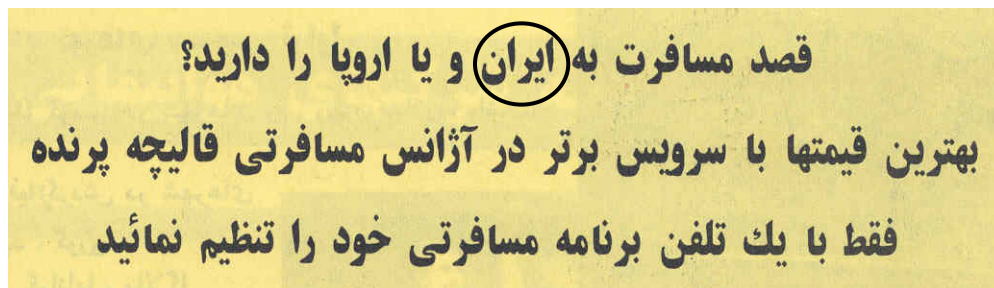 قصد مسافرت به ایران و یا اروپا را دارید؟
بهترین قیمتها با سرویس برتر در آژانس مسافرتی قالیچه پرنده
فقط با يك تلفن برنامه مسافرتی خود را تنظیم نمائید